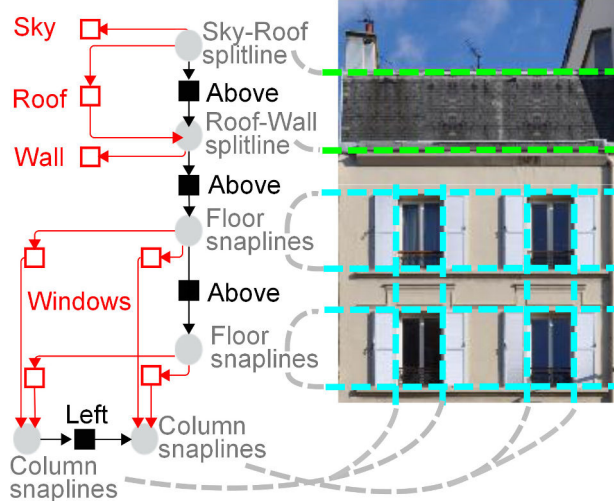 Sky
Sky-Roof
splitline
Roof
Above
Roof-Wall
splitline
Wall
Above
Floor
snaplines
Windows
Above
Floor
snaplines
Left
Column
snaplines
Column
snaplines